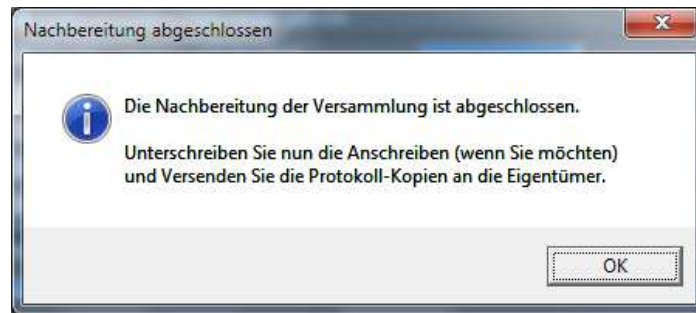 Nachbereitung abgeschlossen
Die Nachbereitung der Versammlung ist abgeschlossen.
Unterschreiben Sie nun die Anschreiben (wenn Sie möchten)
und Versenden Sie die Protokoll-Kopien an die Eigentümer.
OK